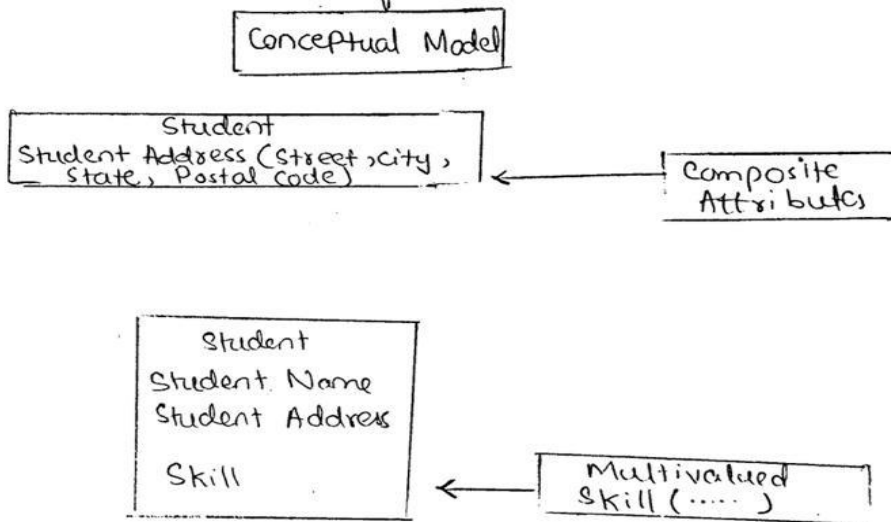 Conceptual Model
Student
Student Address (Street, City,
State, Postal Code)
Composite
Attributes
Student
Student Name
Student Address
Skill
Multivalued
Skill (.....)